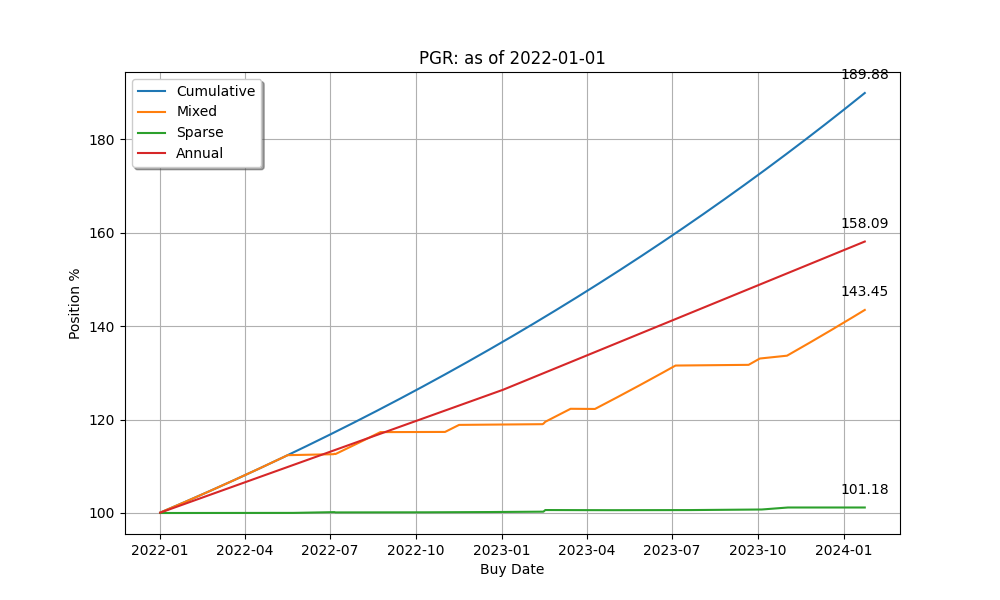 PGR: as of 2022-01-01
189.88
Cumulative
Mixed
Sparse
Annual
180
160
158.09
143.45
140
120
101.18
100
Position %
2022-01 2022-04 2022-07 2022-10 2023-01 2023-04 2023-07 2023-10 2024-01
Buy Date